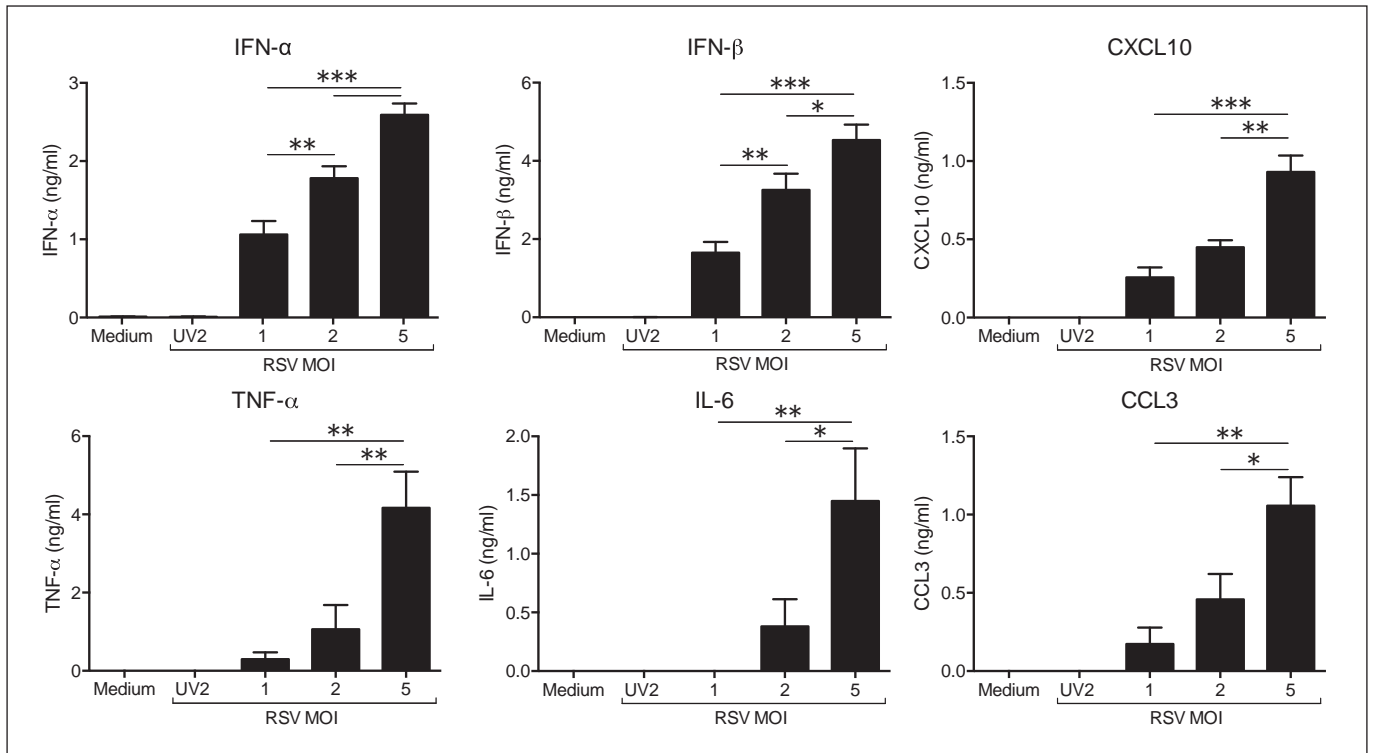 IFN-α
IFN-α (ng/ml)
3
2
1
0
***
**
Medium UV2 1 2 5
RSV MOI
IFN-β
IFN-β (ng/ml)
6
4
2
0
***
*
**
Medium UV2 1 2 5
RSV MOI
CXCL10
CXCL10 (ng/ml)
1.5
1.0
0.5
0.0
***
**
Medium UV2 1 2 5
RSV MOI
TNF-α
TNF-α (ng/ml)
6
4
2
0
**
**
Medium UV2 1 2 5
RSV MOI
IL-6
IL-6 (ng/ml)
2.0
1.5
1.0
0.5
0.0
**
*
Medium UV2 1 2 5
RSV MOI
CCL3
CCL3 (ng/ml)
1.5
1.0
0.5
0.0
**
*
Medium UV2 1 2 5
RSV MOI